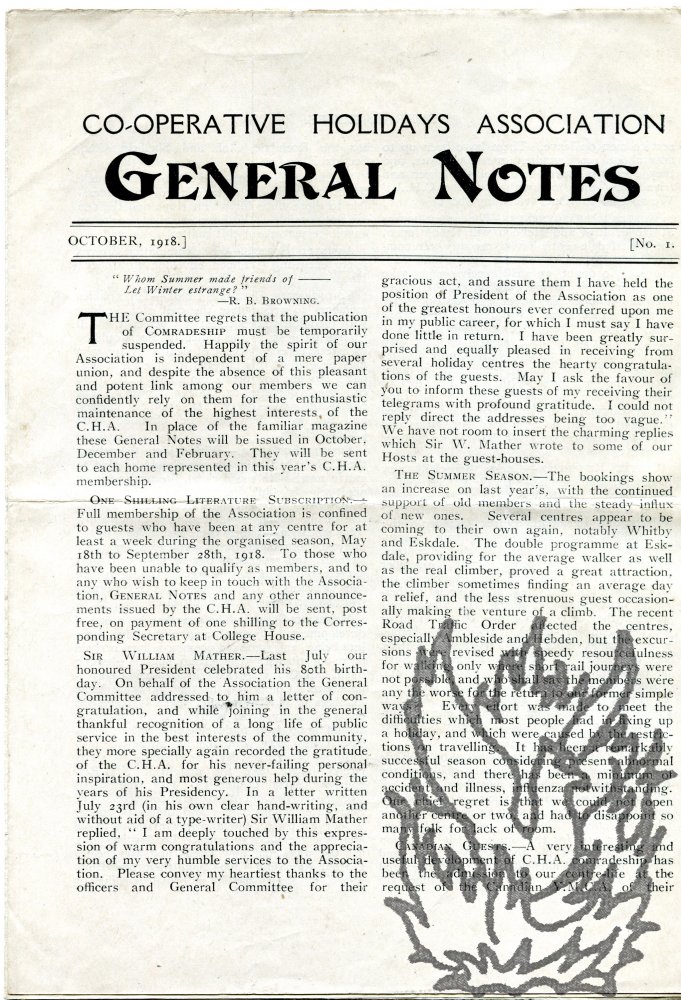 CO-OPERATIVE HOLIDAYS ASSOCIATION
GENERAL NOTES
OCTOBER, 1918.] [No. 1.
“ Whom Summer made friends of ——
Let Winter estrange? ”
—R. B. BROWNING.
THE Committee regrets that the publication
of COMRADESHIP must be temporarily
suspended. Happily the spirit of our
Association is independent of a mere paper
union, and despite the absence of this pleasant
and potent link among our members we can
confidently rely on them for the enthusiastic
maintenance of the highest interests of the
C.H.A. In place of the familiar magazine
these General Notes will be issued in October,
December and February. They will be sent
to each home represented in this year's C.H.A.
membership.
ONE SHILLING LITERATURE SUBSCRIPTION.—
Full membership of the Association is confined
to guests who have been at any centre for at
least a week during the organised season, May
18th to September 28th, 1918. To those who
have been unable to qualify as members, and to
any who wish to keep in touch with the Associa-
tion, GENERAL NOTES and any other announce-
ments issued by the C.H.A. will be sent, post
free, on payment of one shilling to the Corres-
ponding Secretary at College House.
SIR WILLIAM MATHER.—Last July our
honoured President celebrated his 80th birth-
day. On behalf of the Association the General
Committee addressed to him a letter of con-
gratulation, and while joining in the general
thankful recognition of a long life of public
service in the best interests of the community,
they more specially again recorded the gratitude
of the C.H.A. for his never-failing personal
inspiration, and most generous help during the
years of his Presidency. In a letter written
July 23rd (in his own clear hand-writing, and
without aid of a type-writer) Sir William Mather
replied, “ I am deeply touched by this expres-
sion of warm congratulations and the apprecia-
tion of my very humble services to the Associa-
tion. Please convey my heartiest thanks to the
officers and General Committee for their
gracious act, and assure them I have held the
position of President of the Association as one
of the greatest honours ever conferred upon me
in my public career, for which I must say I have
done little in return. I have been greatly sur-
prised and equally pleased in receiving from
several holiday centres the hearty congratula-
tions of the guests. May I ask the favour of
you to inform these guests of my receiving their
telegrams with profound gratitude. I could not
reply direct the addresses being too vague.”
We have not room to insert the charming replies
which Sir W. Mather wrote to some of our
Hosts at the guest-houses.
THE SUMMER SEASON.—The bookings show
an increase on last year's, with the continued
support of old members and the steady influx
of new ones. Several centres appear to be
coming to their own again, notably Whitby
and Eskdale. The double programme at Esk-
dale, providing for the average walker as well
as the real climber, proved a great attraction,
the climber sometimes finding an average day
a relief, and the less strenuous guest occasion-
ally making the venture of a climb. The recent
Road Traffic Order affected the centres,
especially Ambleside and Hebden, but the excur-
sions revised speedy resourcefulness
for walking only rail journeys were
not possible and members were
any the worse for the return to simple
Every effort was made to meet the
difficulties which most people had in fixing up
a holiday, and which were caused by restric-
tions in travelling. It has been a remarkably
successful season considering present abnormal
conditions, and there has been a minimum of
accidents and illness, influenza notwithstanding.
Our chief regret is that we could not open
another centre or two, and had to disappoint so
many folk for lack of room.
CANADIAN GUESTS.—A very interesting and
useful development of C.H.A. comradeship has
been the admission to our centre-life at the
request of the Canadian Y.M.C.A. of their